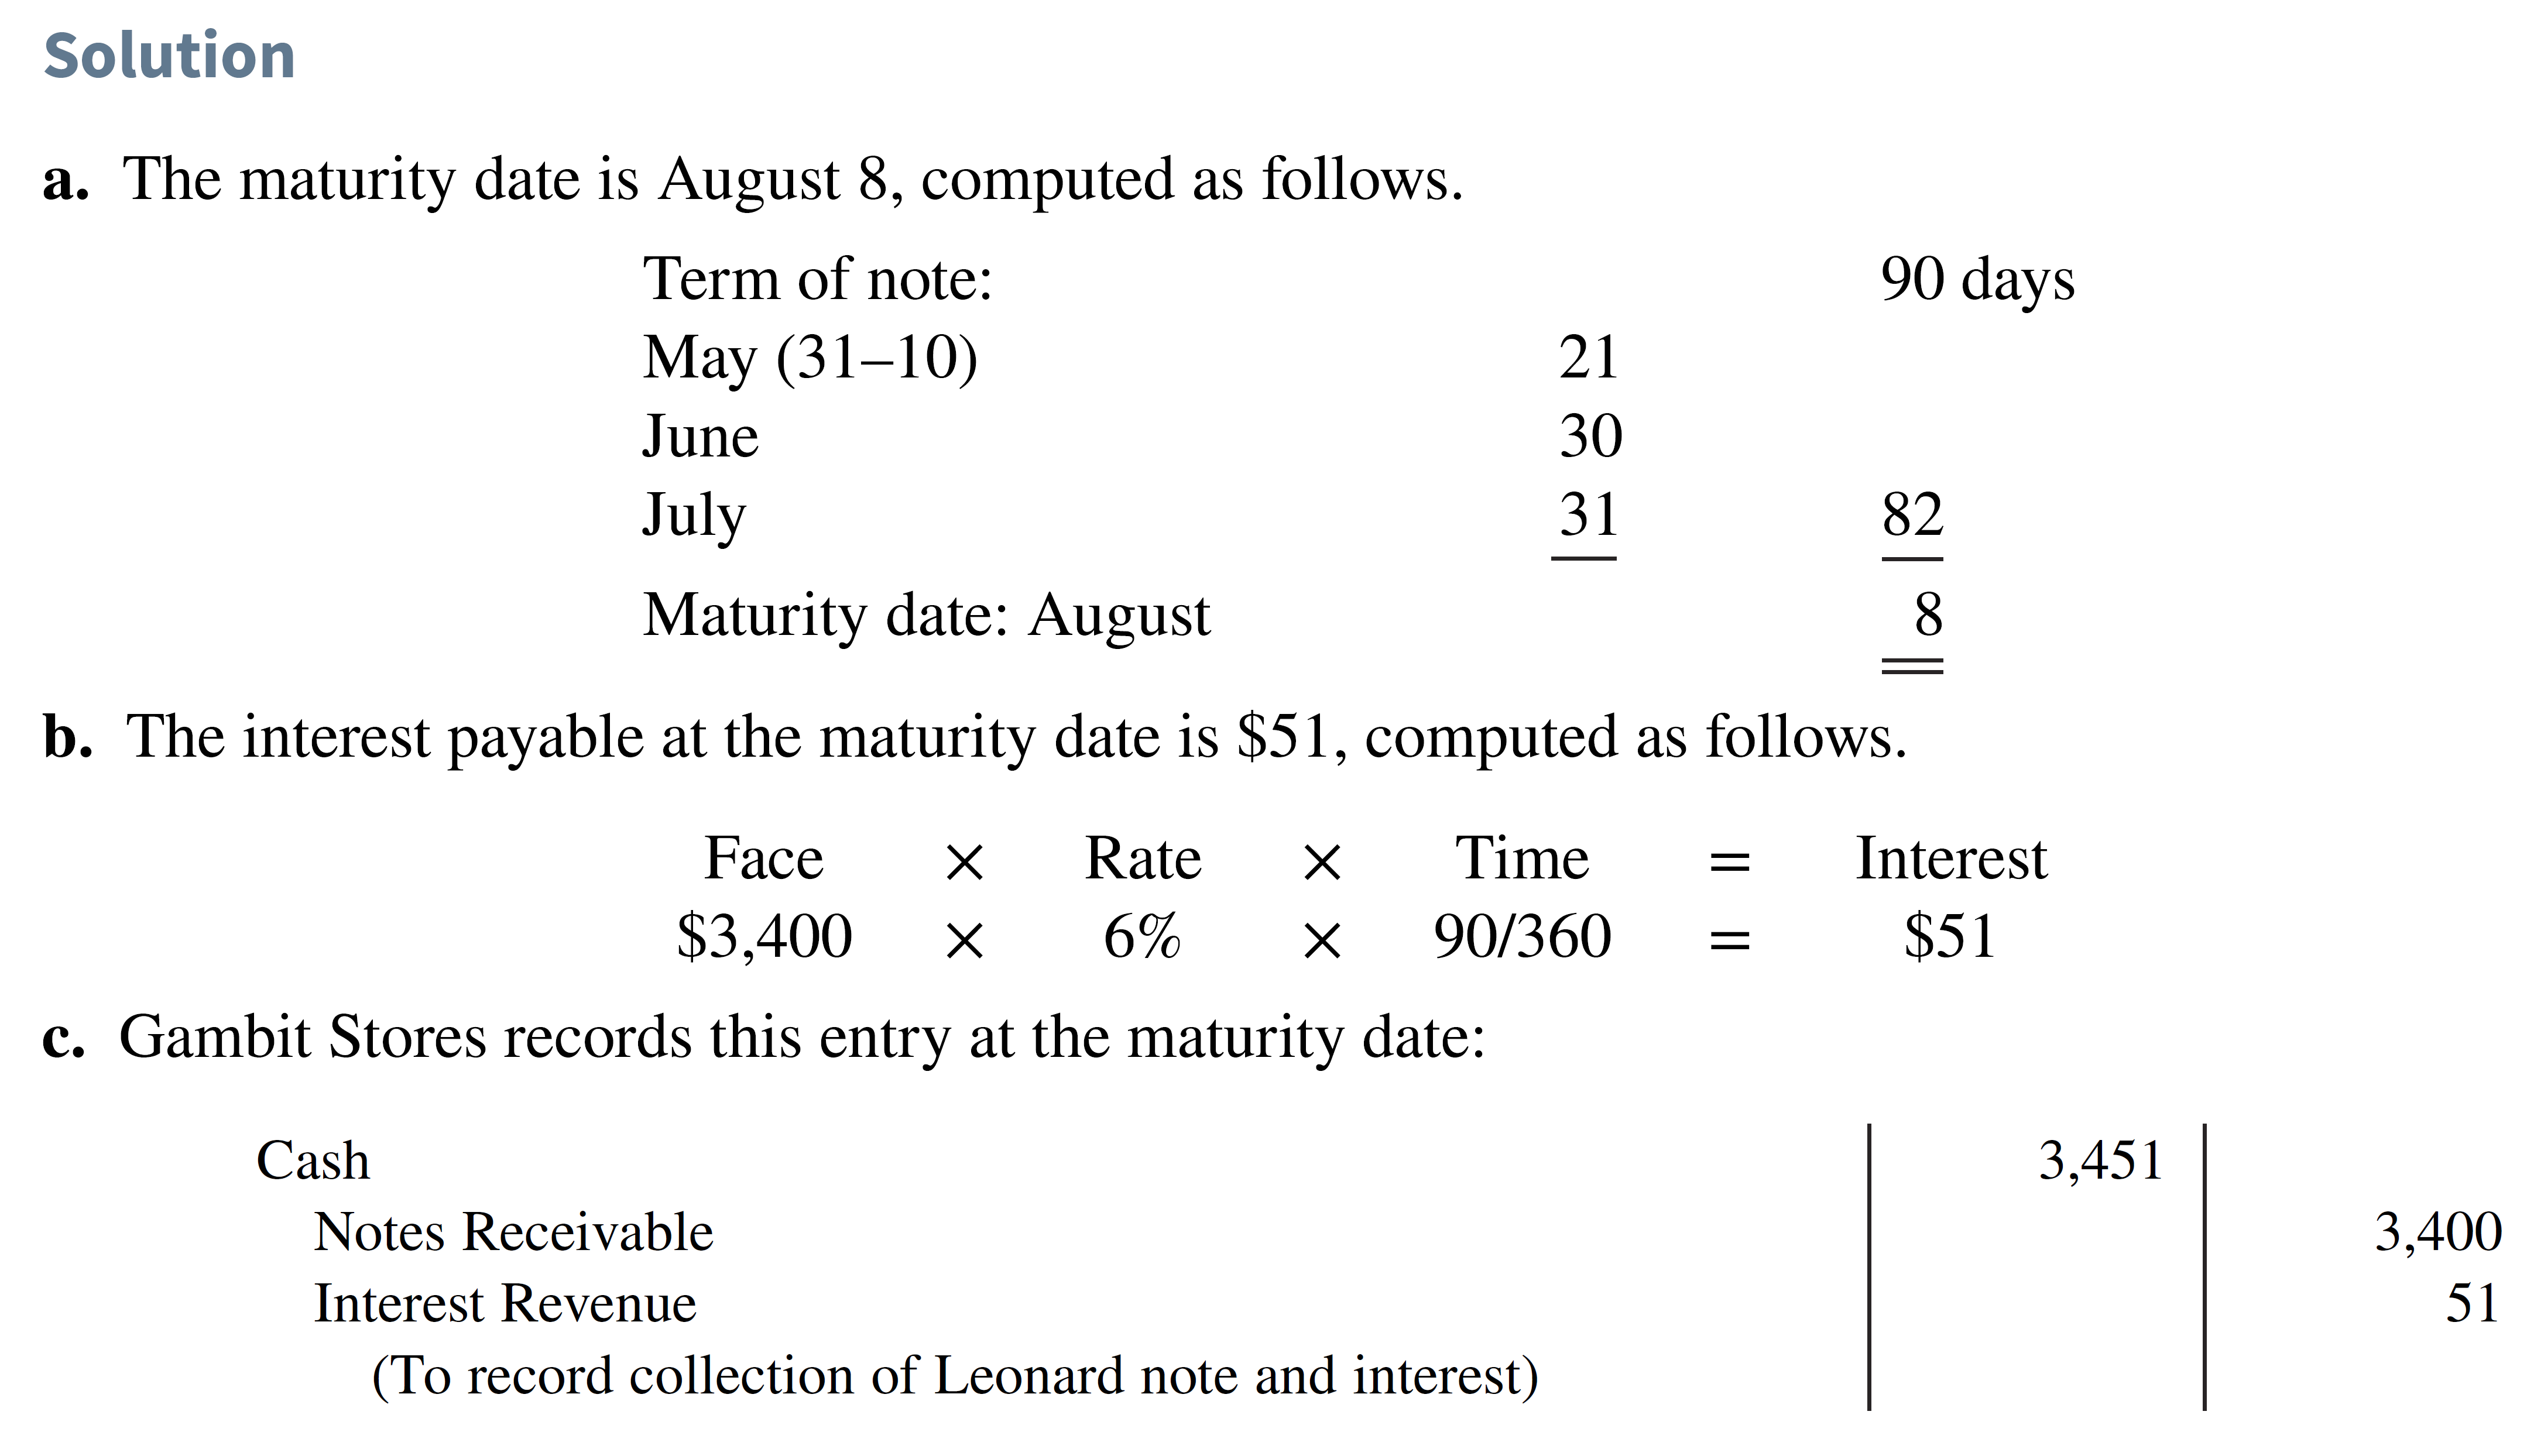 Solution
a. The maturity date is August 8, computed as follows.
Term of note: 90 days
May (31–10) 21
June 30
July 31 82
Maturity date: August 8
b. The interest payable at the maturity date is $51, computed as follows.
Face × Rate × Time = Interest
$3,400 × 6% × 90/360 = $51
c. Gambit Stores records this entry at the maturity date:
Cash 3,451
Notes Receivable 3,400
Interest Revenue 51
(To record collection of Leonard note and interest)